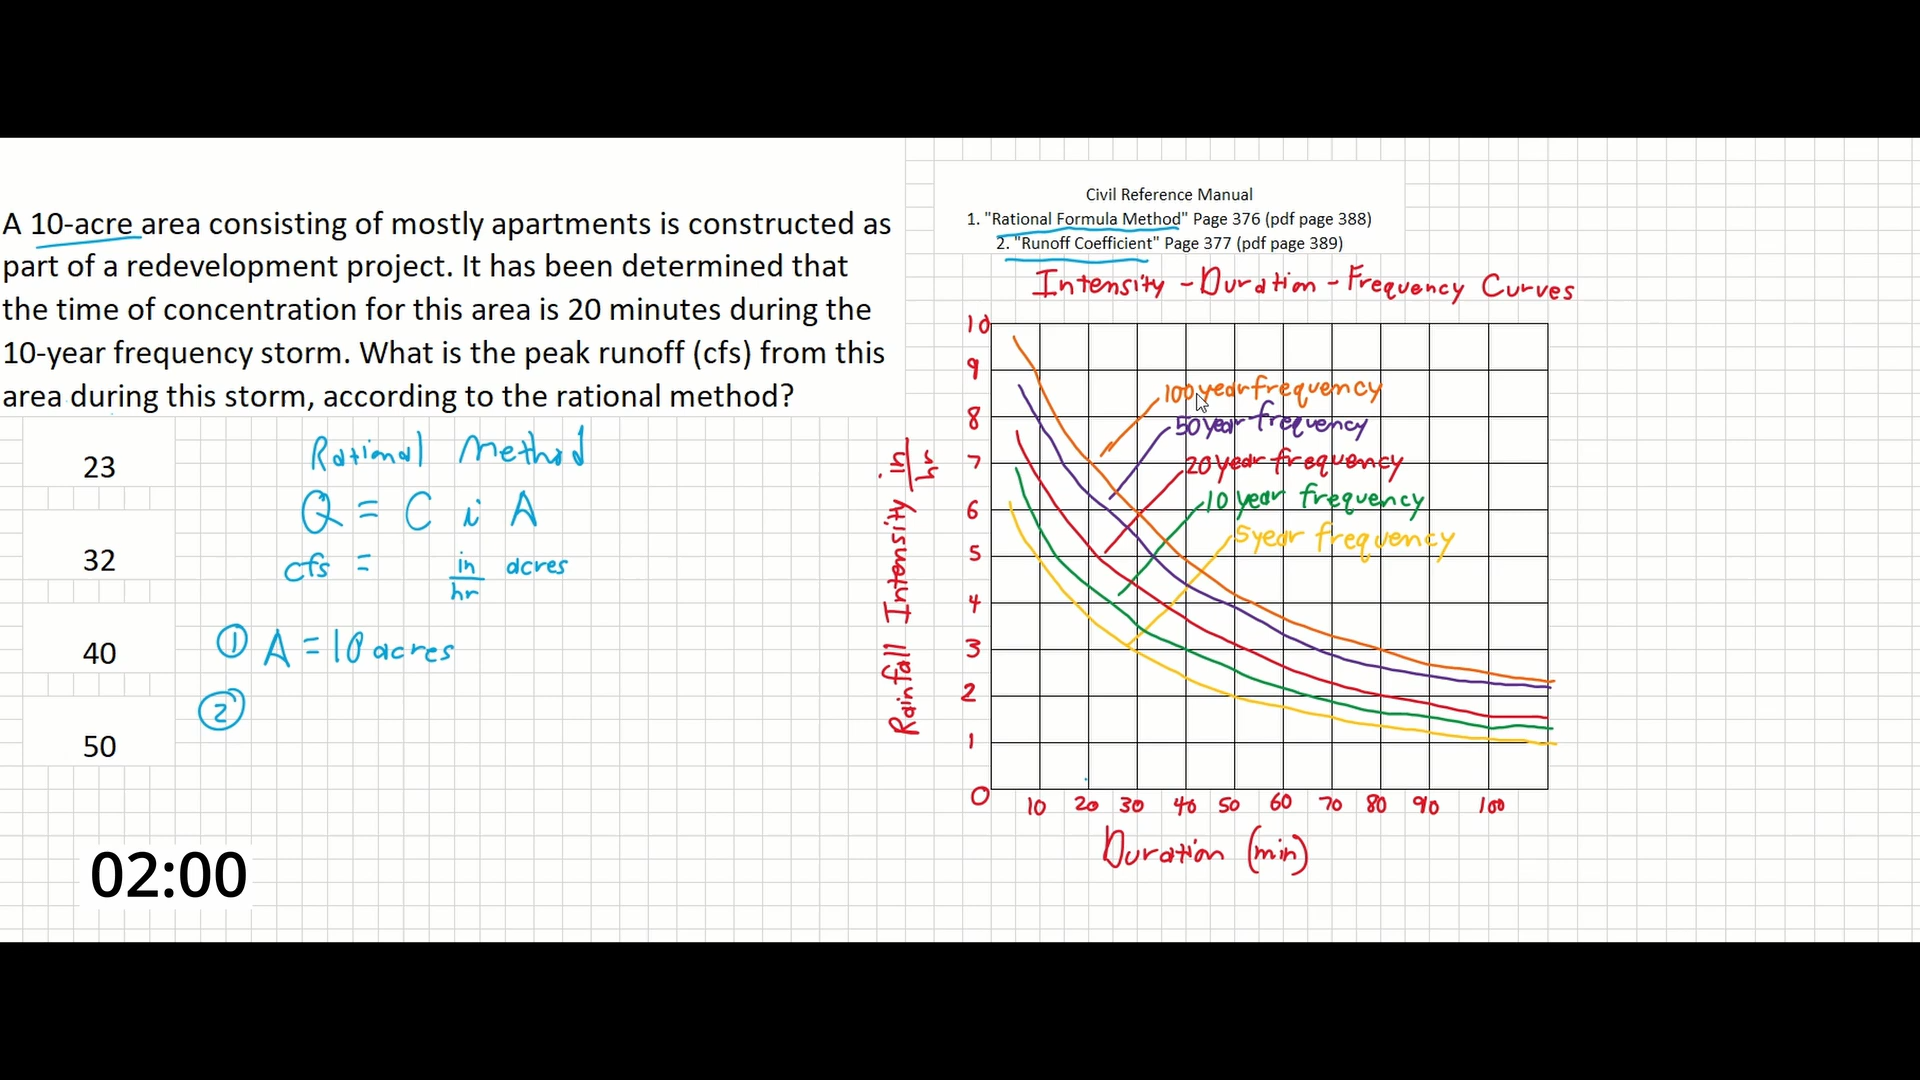 A 10-acre area consisting of mostly apartments is constructed as
part of a redevelopment project. It has been determined that
the time of concentration for this area is 20 minutes during the
10-year frequency storm. What is the peak runoff (cfs) from this
area during this storm, according to the rational method?
23
32
40
50
Rational Method
Q = C i A
cfs = in/hr acres
① A = 10 acres
②
02:00
Civil Reference Manual
1. "Rational Formula Method" Page 376 (pdf page 388)
2. "Runoff Coefficient" Page 377 (pdf page 389)
Intensity - Duration - Frequency Curves
Rainfall Intensity in/hr
10
9
8
7
6
5
4
3
2
1
0
100 year frequency
50 year frequency
20 year frequency
10 year frequency
5 year frequency
10 20 30 40 50 60 70 80 90 100
Duration (min)